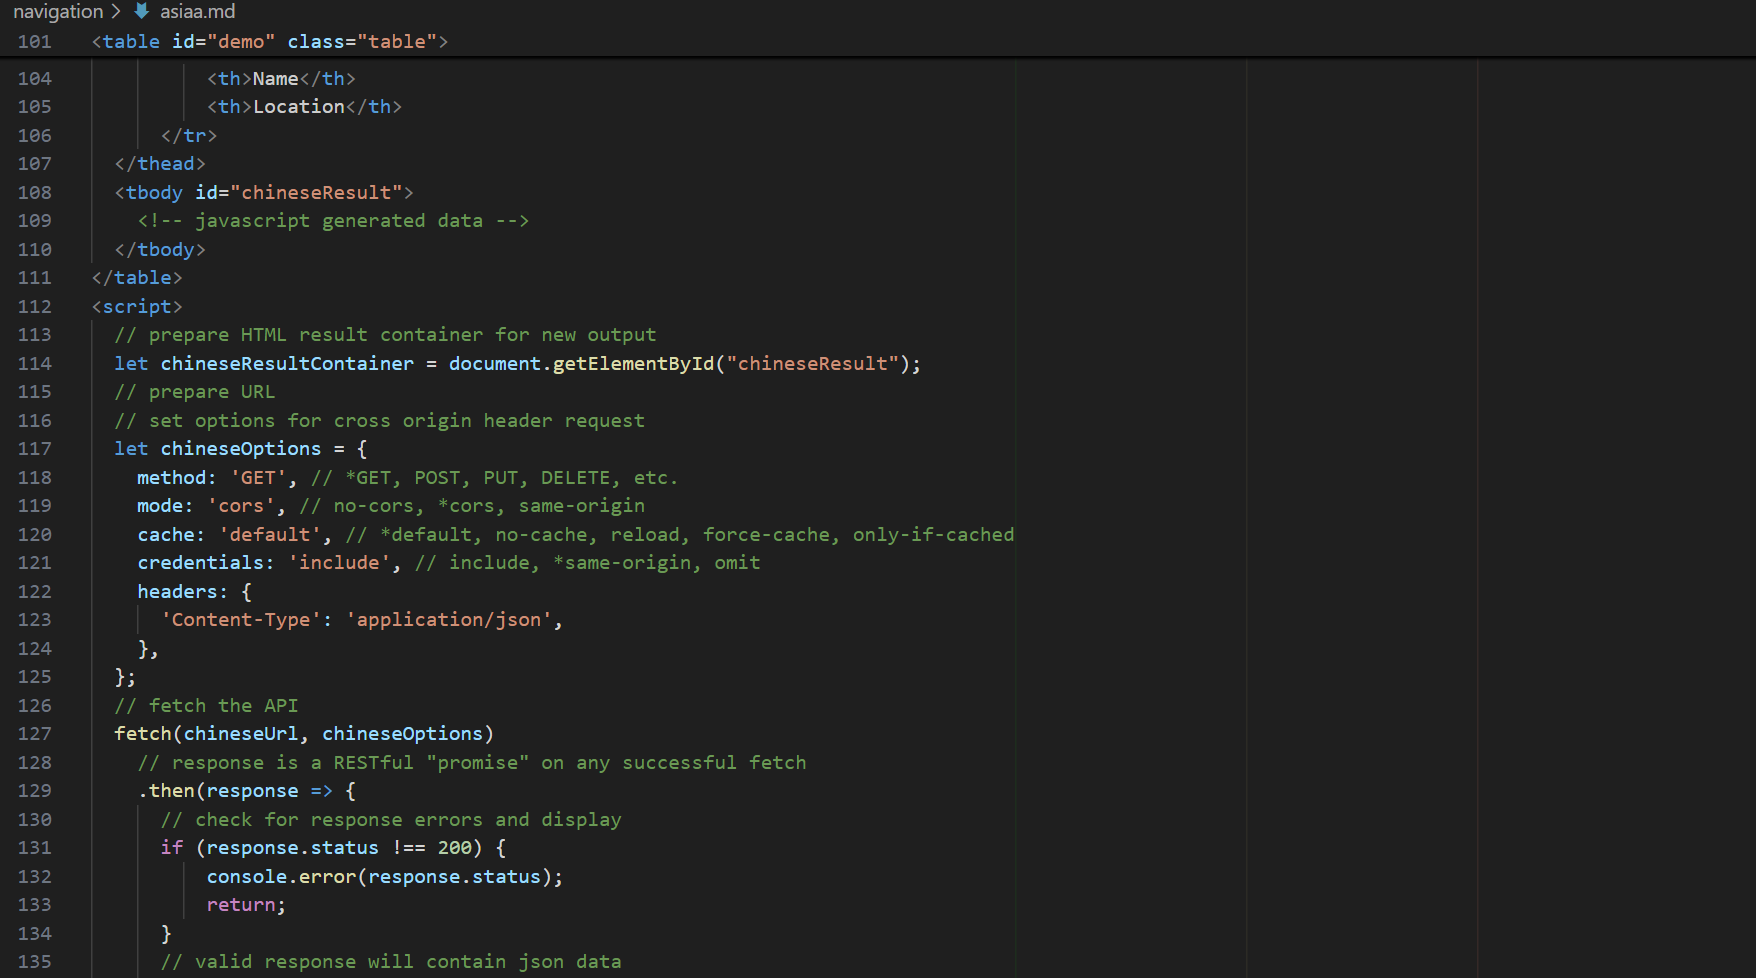 navigation > asiaa.md
101 <table id="demo" class="table">
104 <th>Name</th>
105 <th>Location</th>
106 </tr>
107 </thead>
108 <tbody id="chineseResult">
109 <!-- javascript generated data -->
110 </tbody>
111 </table>
112 <script>
113 // prepare HTML result container for new output
114 let chineseResultContainer = document.getElementById("chineseResult");
115 // prepare URL
116 // set options for cross origin header request
117 let chineseOptions = {
118 method: 'GET', // *GET, POST, PUT, DELETE, etc.
119 mode: 'cors', // no-cors, *cors, same-origin
120 cache: 'default', // *default, no-cache, reload, force-cache, only-if-cached
121 credentials: 'include', // include, *same-origin, omit
122 headers: {
123 'Content-Type': 'application/json',
124 },
125 };
126 // fetch the API
127 fetch(chineseUrl, chineseOptions)
128 // response is a RESTful "promise" on any successful fetch
129 .then(response => {
130 // check for response errors and display
131 if (response.status !== 200) {
132 console.error(response.status);
133 return;
134 }
135 // valid response will contain json data